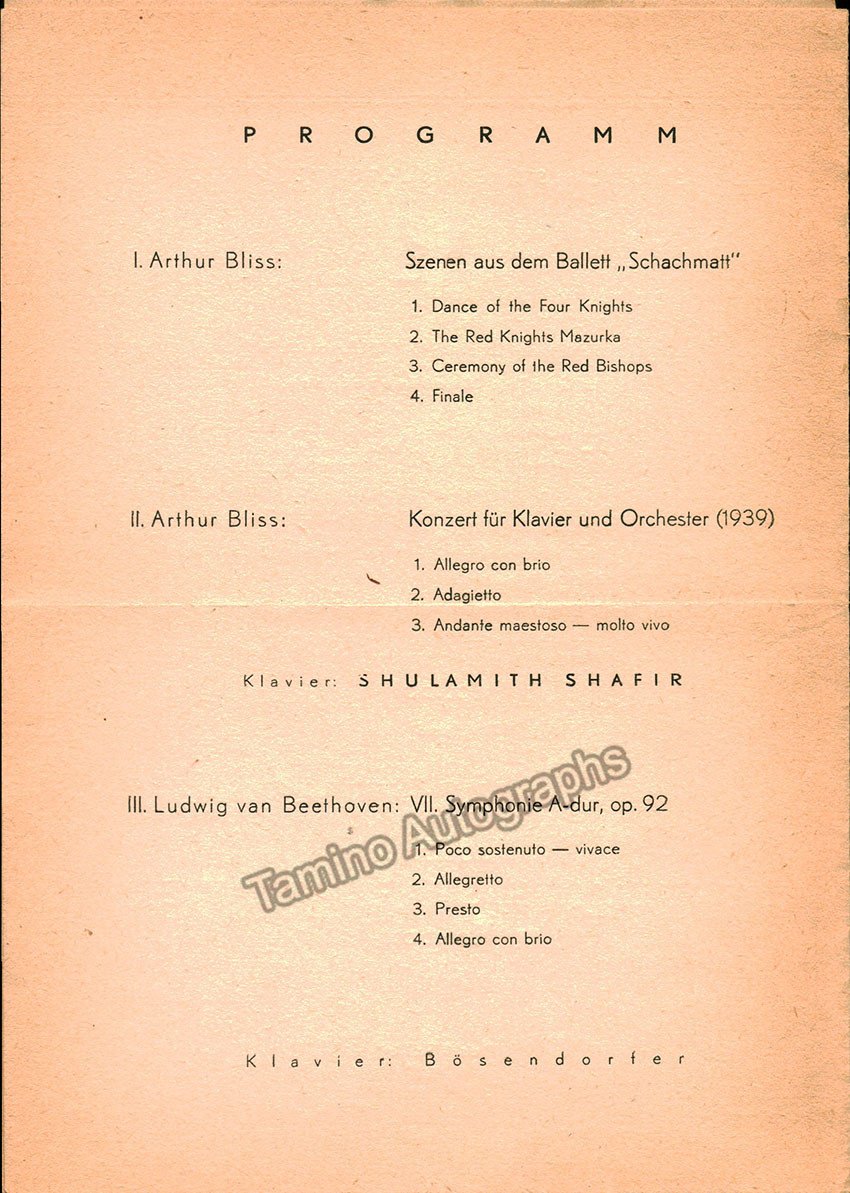 PROGRAMM
I. Arthur Bliss: Szenen aus dem Ballett „Schachmatt"
1. Dance of the Four Knights
2. The Red Knights Mazurka
3. Ceremony of the Red Bishops
4. Finale
II. Arthur Bliss: Konzert für Klavier und Orchester (1939)
1. Allegro con brio
2. Adagietto
3. Andante maestoso — molto vivo
Klavier: SHULAMITH SHAFIR
III. Ludwig van Beethoven: VII. Symphonie A-dur, op. 92
1. Poco sostenuto — vivace
2. Allegretto
3. Presto
4. Allegro con brio
Tamino Autographs
Klavier: Bösendorfer